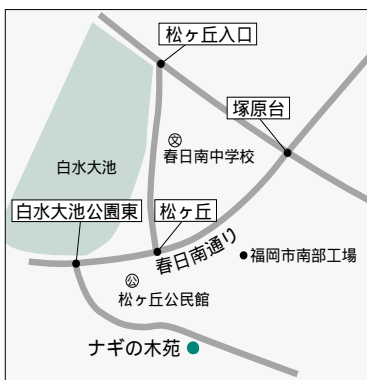 松ヶ丘入口
塚原台
㊛
春日南中学校
白水大池
白水大池公園東
松ヶ丘
春日南通り
福岡市南部工場
公
松ヶ丘公民館
ナギの木苑